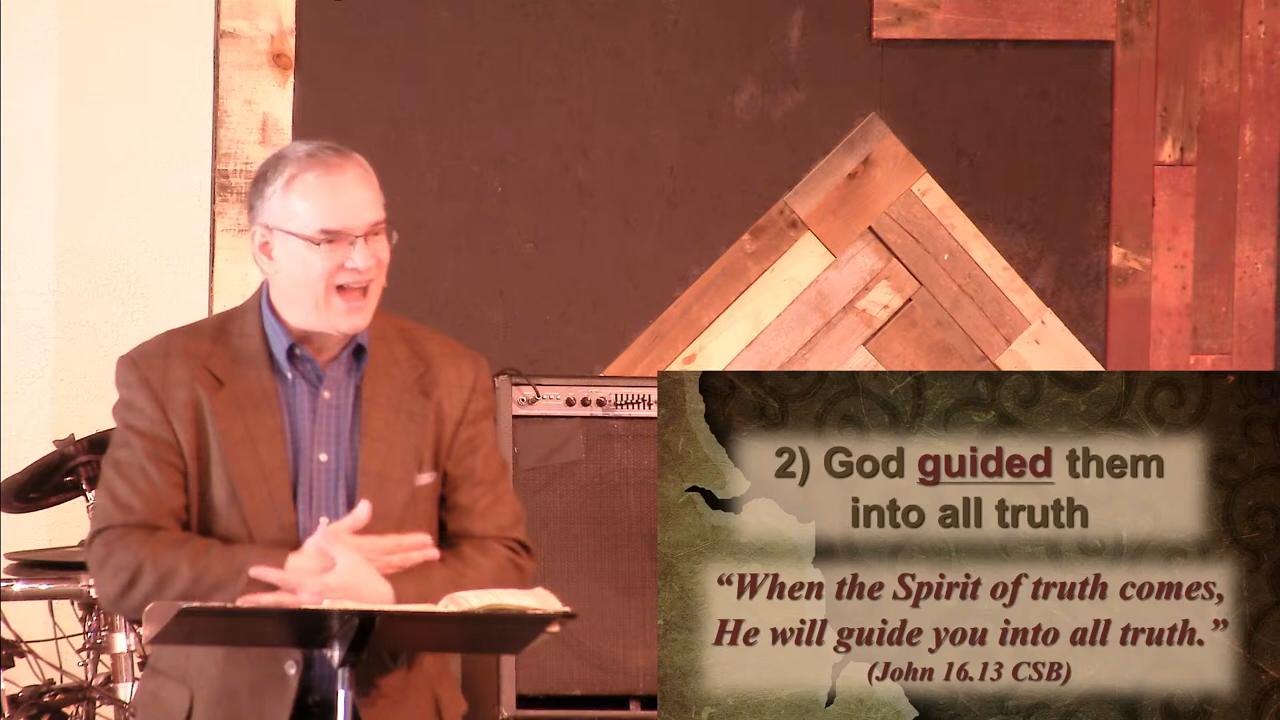 2) God guided them
into all truth
“When the Spirit of truth comes,
He will guide you into all truth.”
(John 16.13 CSB)